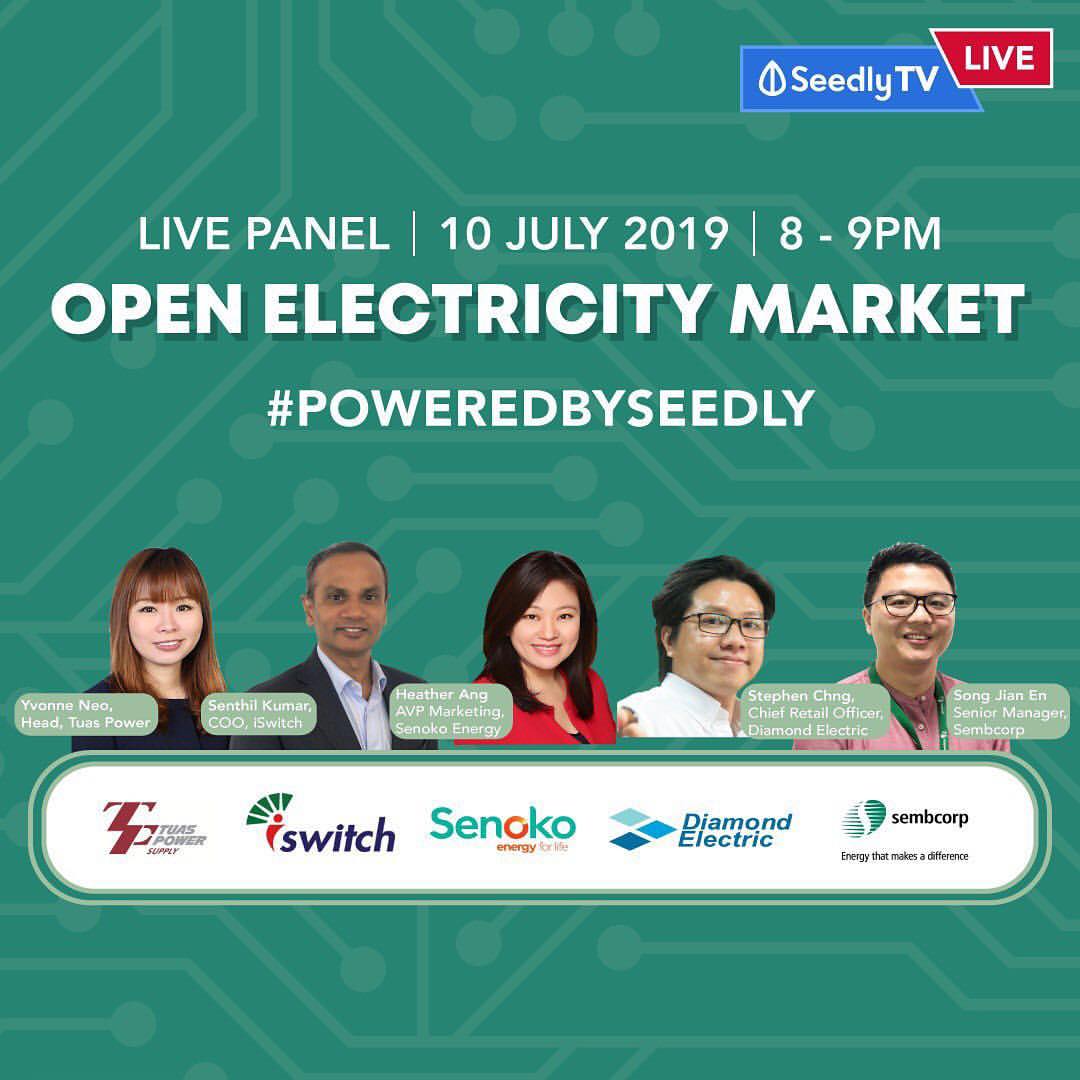 SeedlyTV LIVE
LIVE PANEL | 10 JULY 2019 | 8 - 9PM
OPEN ELECTRICITY MARKET
#POWEREDBYSEEDLY
Yvonne Neo,
Head, Tuas Power
Senthil Kumar,
COO, iSwitch
Heather Ang
AVP Marketing,
Senoko Energy
Stephen Chng,
Chief Retail Officer,
Diamond Electric
Song Jian En
Senior Manager,
Sembcorp
TUAS
POWER
SUPPLY
iswitch
Senoko
energy for life
Diamond
Electric
sembcorp
Energy that makes a difference